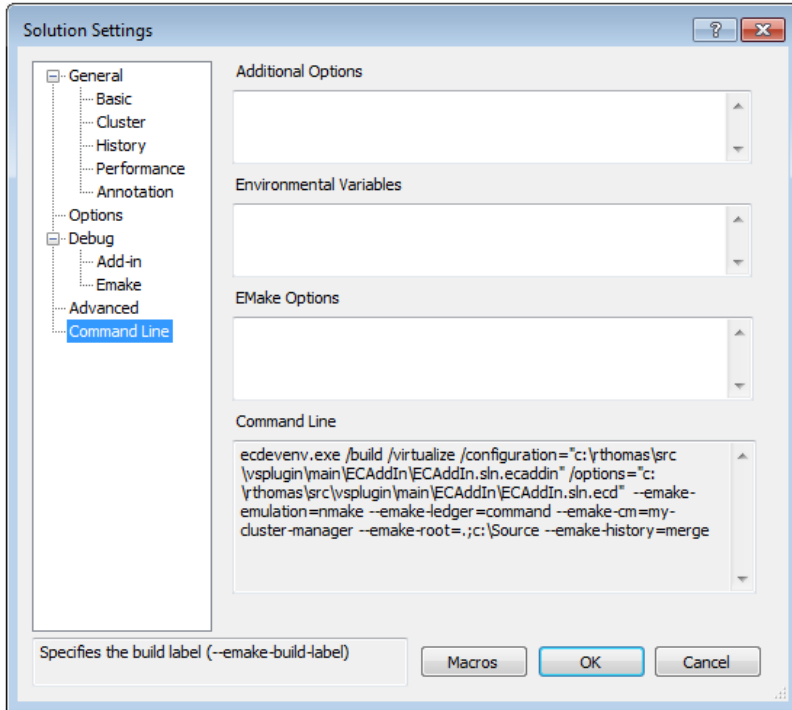 Solution Settings
General
Basic
Cluster
History
Performance
Annotation
Options
Debug
Add-in
Emake
Advanced
Command Line
Additional Options
Environmental Variables
EMake Options
Command Line
ecdevenv.exe /build /virtualize /configuration="c:\rthomas\src
\vsplugin\main\ECAddIn\ECAddIn.sln.ecaddin" /options="c:
\rthomas\src\vsplugin\main\ECAddIn\ECAddIn.sln.ecd"  --emake-
emulation=nmake --emake-ledger=command --emake-cm=my-
cluster-manager --emake-root=.;c:\Source --emake-history=merge
Specifies the build label (--emake-build-label)
Macros
OK
Cancel